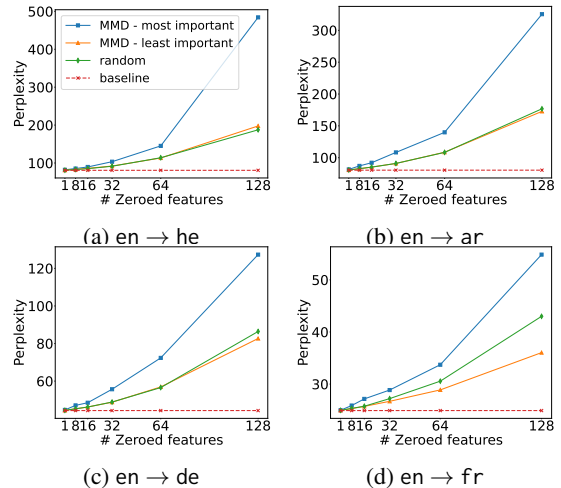 500
400
300
200
100
Perplexity
MMD - most important
MMD - least important
random
baseline
1 8 16 32 64 128
# Zeroed features
(a) en → he
300
250
200
150
100
Perplexity
1 8 16 32 64 128
# Zeroed features
(b) en → ar
120
100
80
60
Perplexity
1 8 16 32 64 128
# Zeroed features
(c) en → de
50
40
30
Perplexity
1 8 16 32 64 128
# Zeroed features
(d) en → fr